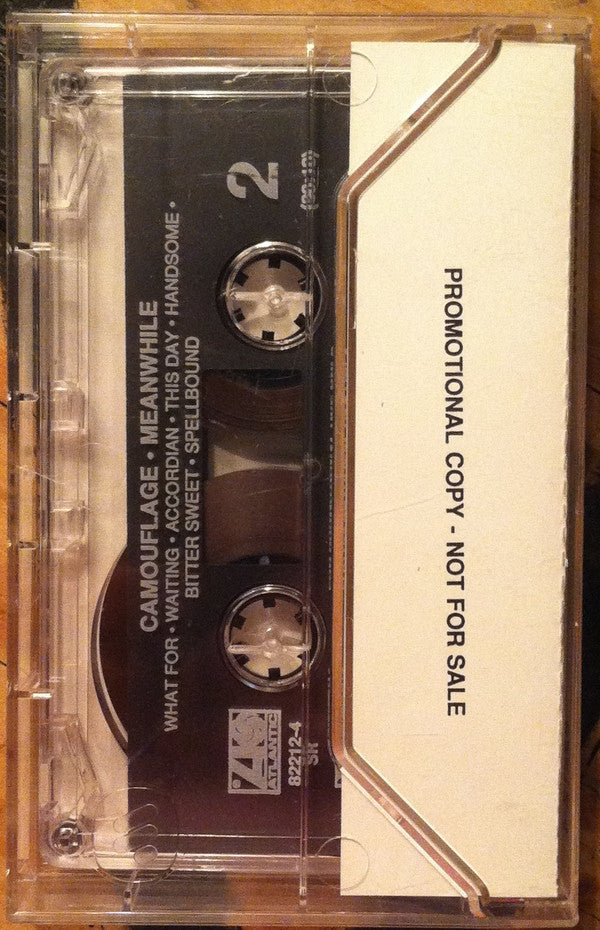 CAMOUFLAGE • MEANWHILE
WHAT FOR • WAITING • ACCORDIAN • THIS DAY • HANDSOME •
BITTER SWEET • SPELLBOUND
2
ATLANTIC
82212-4
SR
PROMOTIONAL COPY - NOT FOR SALE